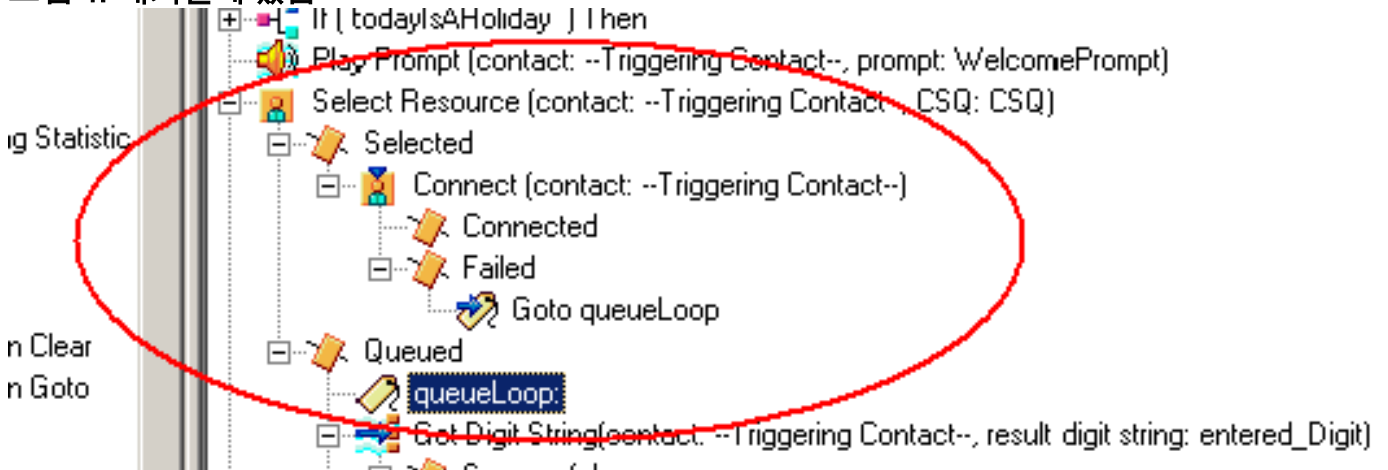 If ( todayIsAHoliday ) Then
Play Prompt (contact: --Triggering Contact--, prompt: WelcomePrompt)
Select Resource (contact: --Triggering Contact--, CSQ: CSQ)
ng Statistic
Selected
Connect (contact: --Triggering Contact--)
Connected
Failed
Goto queueLoop
n Clear
Queued
n Goto
queueLoop:
Get Digit String(contact: --Triggering Contact--, result digit string: entered_Digit)